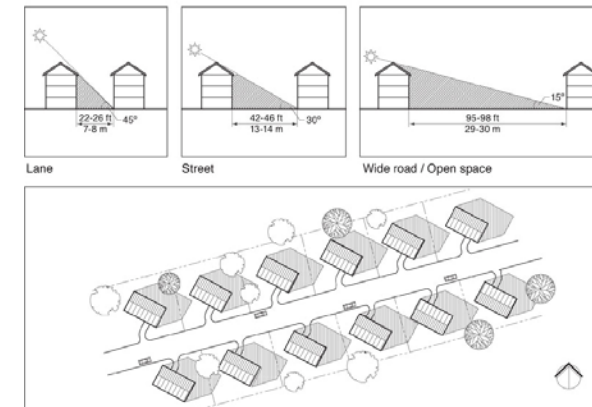 22-26 ft
7-8 m
45°
42-46 ft
13-14 m
30°
95-98 ft
29-30 m
15°
Lane
Street
Wide road / Open space